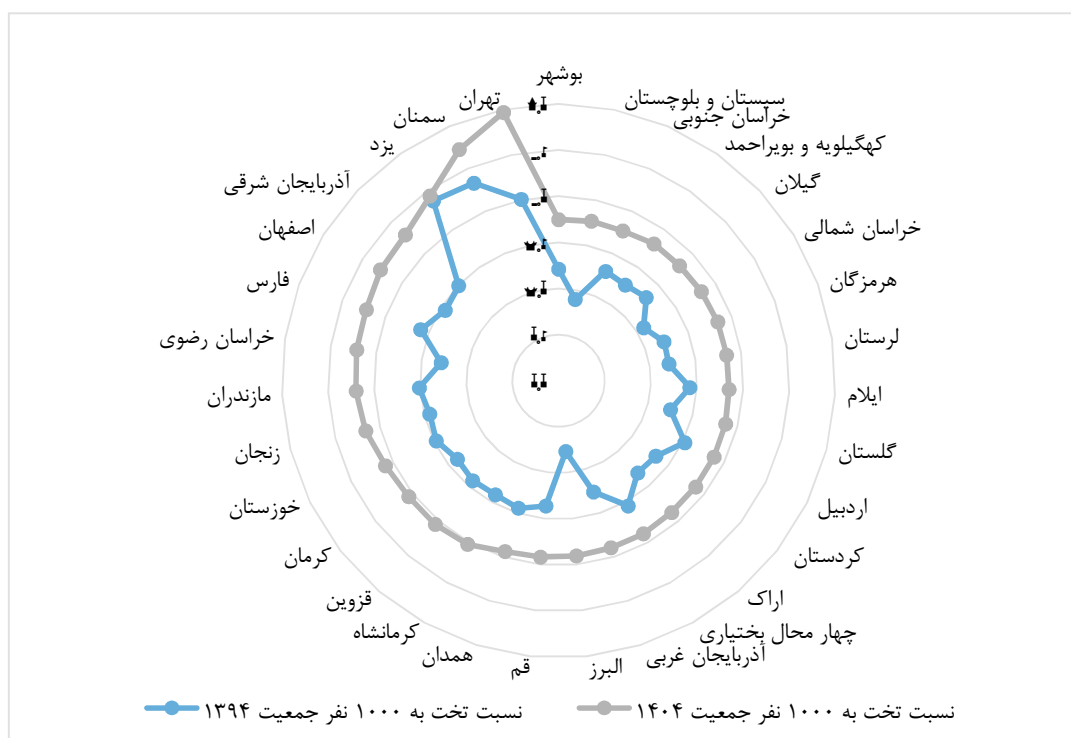 بوشهر
سیستان و بلوچستان
خراسان جنوبی
کهگیلویه و بویراحمد
گیلان
خراسان شمالی
هرمزگان
لرستان
ایلام
گلستان
اردبیل
کردستان
اراک
چهار محال بختیاری
آذربایجان غربی
البرز
قم
همدان
کرمانشاه
قزوین
کرمان
خوزستان
زنجان
مازندران
خراسان رضوی
فارس
اصفهان
آذربایجان شرقی
یزد
سمنان
تهران
نسبت تخت به ۱۰۰۰ نفر جمعیت ۱۳۹۴
نسبت تخت به ۱۰۰۰ نفر جمعیت ۱۴۰۴